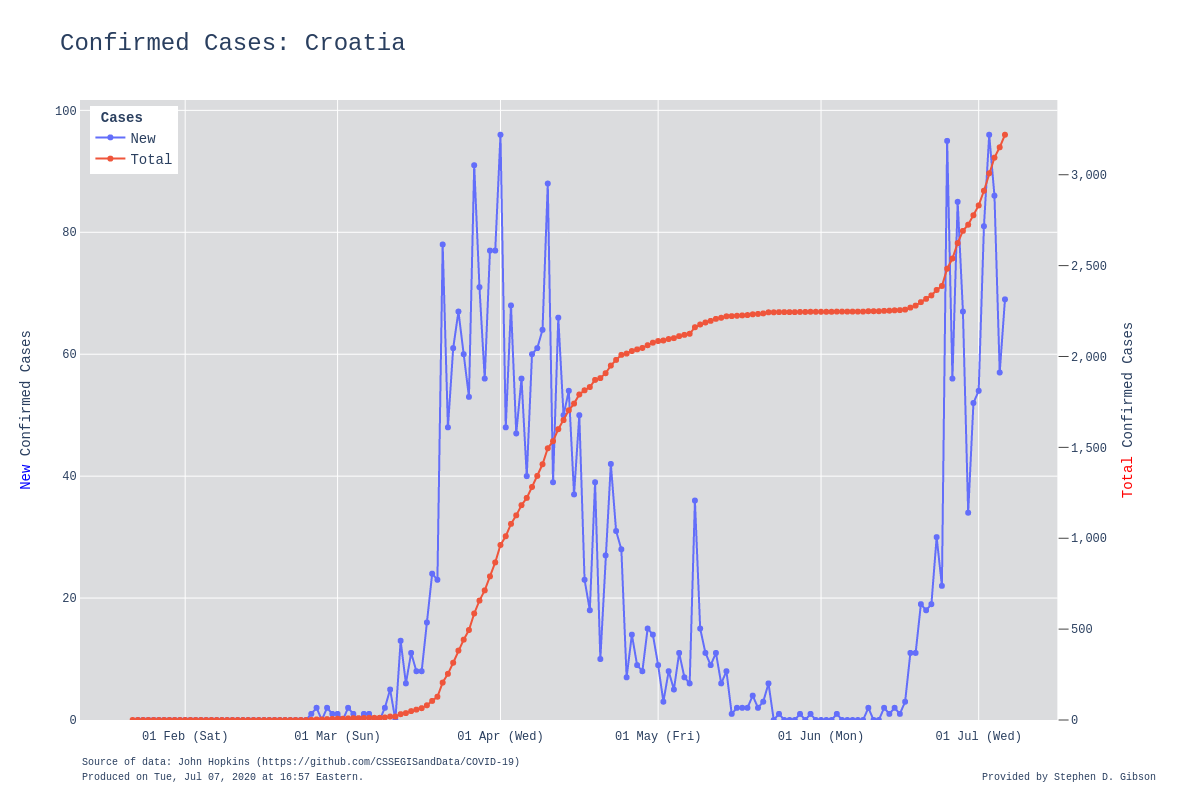 Confirmed Cases: Croatia
Cases
New
Total
100
80
60
40
20
0
New Confirmed Cases
3,000
2,500
2,000
1,500
1,000
500
0
Total Confirmed Cases
01 Feb (Sat)
01 Mar (Sun)
01 Apr (Wed)
01 May (Fri)
01 Jun (Mon)
01 Jul (Wed)
Source of data: John Hopkins (https://github.com/CSSEGISandData/COVID-19)
Produced on Tue, Jul 07, 2020 at 16:57 Eastern.
Provided by Stephen D. Gibson